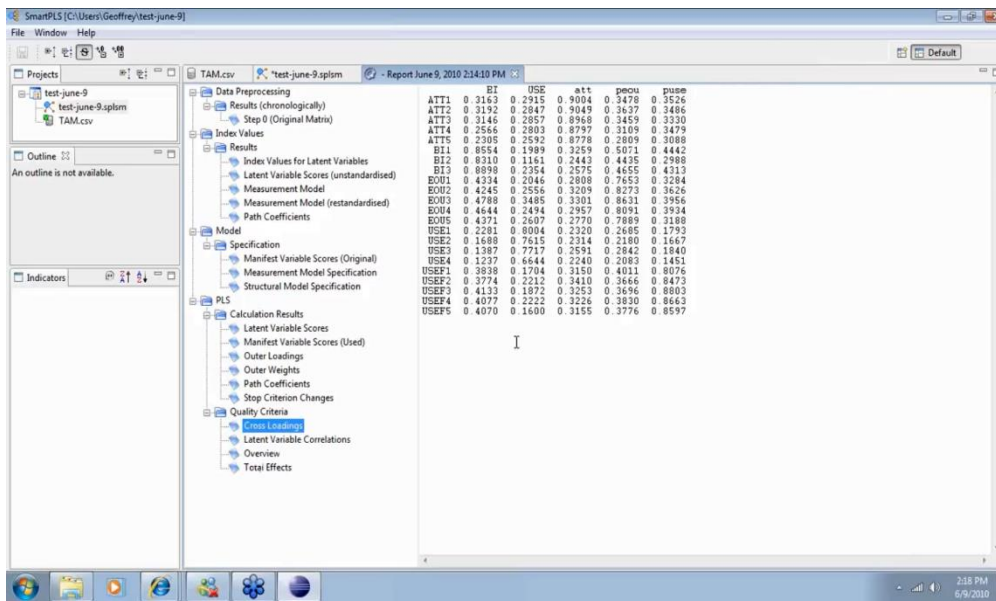 SmartPLS [C:\Users\Geoffrey\test-june-9]
File Window Help
Default
Projects
test-june-9
test-june-9.splsm
TAM.csv
Outline
An outline is not available.
Indicators
TAM.csv *test-june-9.splsm - Report June 9, 2010 2:14:10 PM
Data Preprocessing
Results (chronologically)
Step 0 (Original Matrix)
Index Values
Results
Index Values for Latent Variables
Latent Variable Scores (unstandardised)
Measurement Model
Measurement Model (restandardised)
Path Coefficients
Model
Specification
Manifest Variable Scores (Original)
Measurement Model Specification
Structural Model Specification
PLS
Calculation Results
Latent Variable Scores
Manifest Variable Scores (Used)
Outer Loadings
Outer Weights
Path Coefficients
Stop Criterion Changes
Quality Criteria
Cross Loadings
Latent Variable Correlations
Overview
Total Effects
BI USE att peou puse
ATT1 0.3163 0.2915 0.9004 0.3478 0.3526
ATT2 0.3192 0.2847 0.9049 0.3637 0.3486
ATT3 0.3146 0.2857 0.8968 0.3459 0.3330
ATT4 0.2566 0.2803 0.8797 0.3109 0.3479
ATT5 0.2305 0.2592 0.8778 0.2809 0.3088
BI1 0.8554 0.1989 0.3259 0.5071 0.4442
BI2 0.8310 0.1161 0.2443 0.4435 0.2988
BI3 0.8898 0.2354 0.2575 0.4655 0.4313
EOU1 0.4334 0.2046 0.2808 0.7653 0.3284
EOU2 0.4245 0.2556 0.3209 0.8273 0.3626
EOU3 0.4788 0.3485 0.3301 0.8631 0.3956
EOU4 0.4644 0.2494 0.2957 0.8091 0.3934
EOU5 0.4371 0.2607 0.2770 0.7889 0.3188
USE1 0.2281 0.8004 0.2320 0.2685 0.1793
USE2 0.1688 0.7615 0.2314 0.2180 0.1667
USE3 0.1387 0.7717 0.2591 0.2842 0.1840
USE4 0.1237 0.6644 0.2240 0.2083 0.1451
USEF1 0.3838 0.1704 0.3150 0.4011 0.8076
USEF2 0.3774 0.2212 0.3410 0.3666 0.8473
USEF3 0.4133 0.1872 0.3253 0.3696 0.8803
USEF4 0.4077 0.2222 0.3226 0.3830 0.8663
USEF5 0.4070 0.1600 0.3155 0.3776 0.8597
2:18 PM
6/9/2010